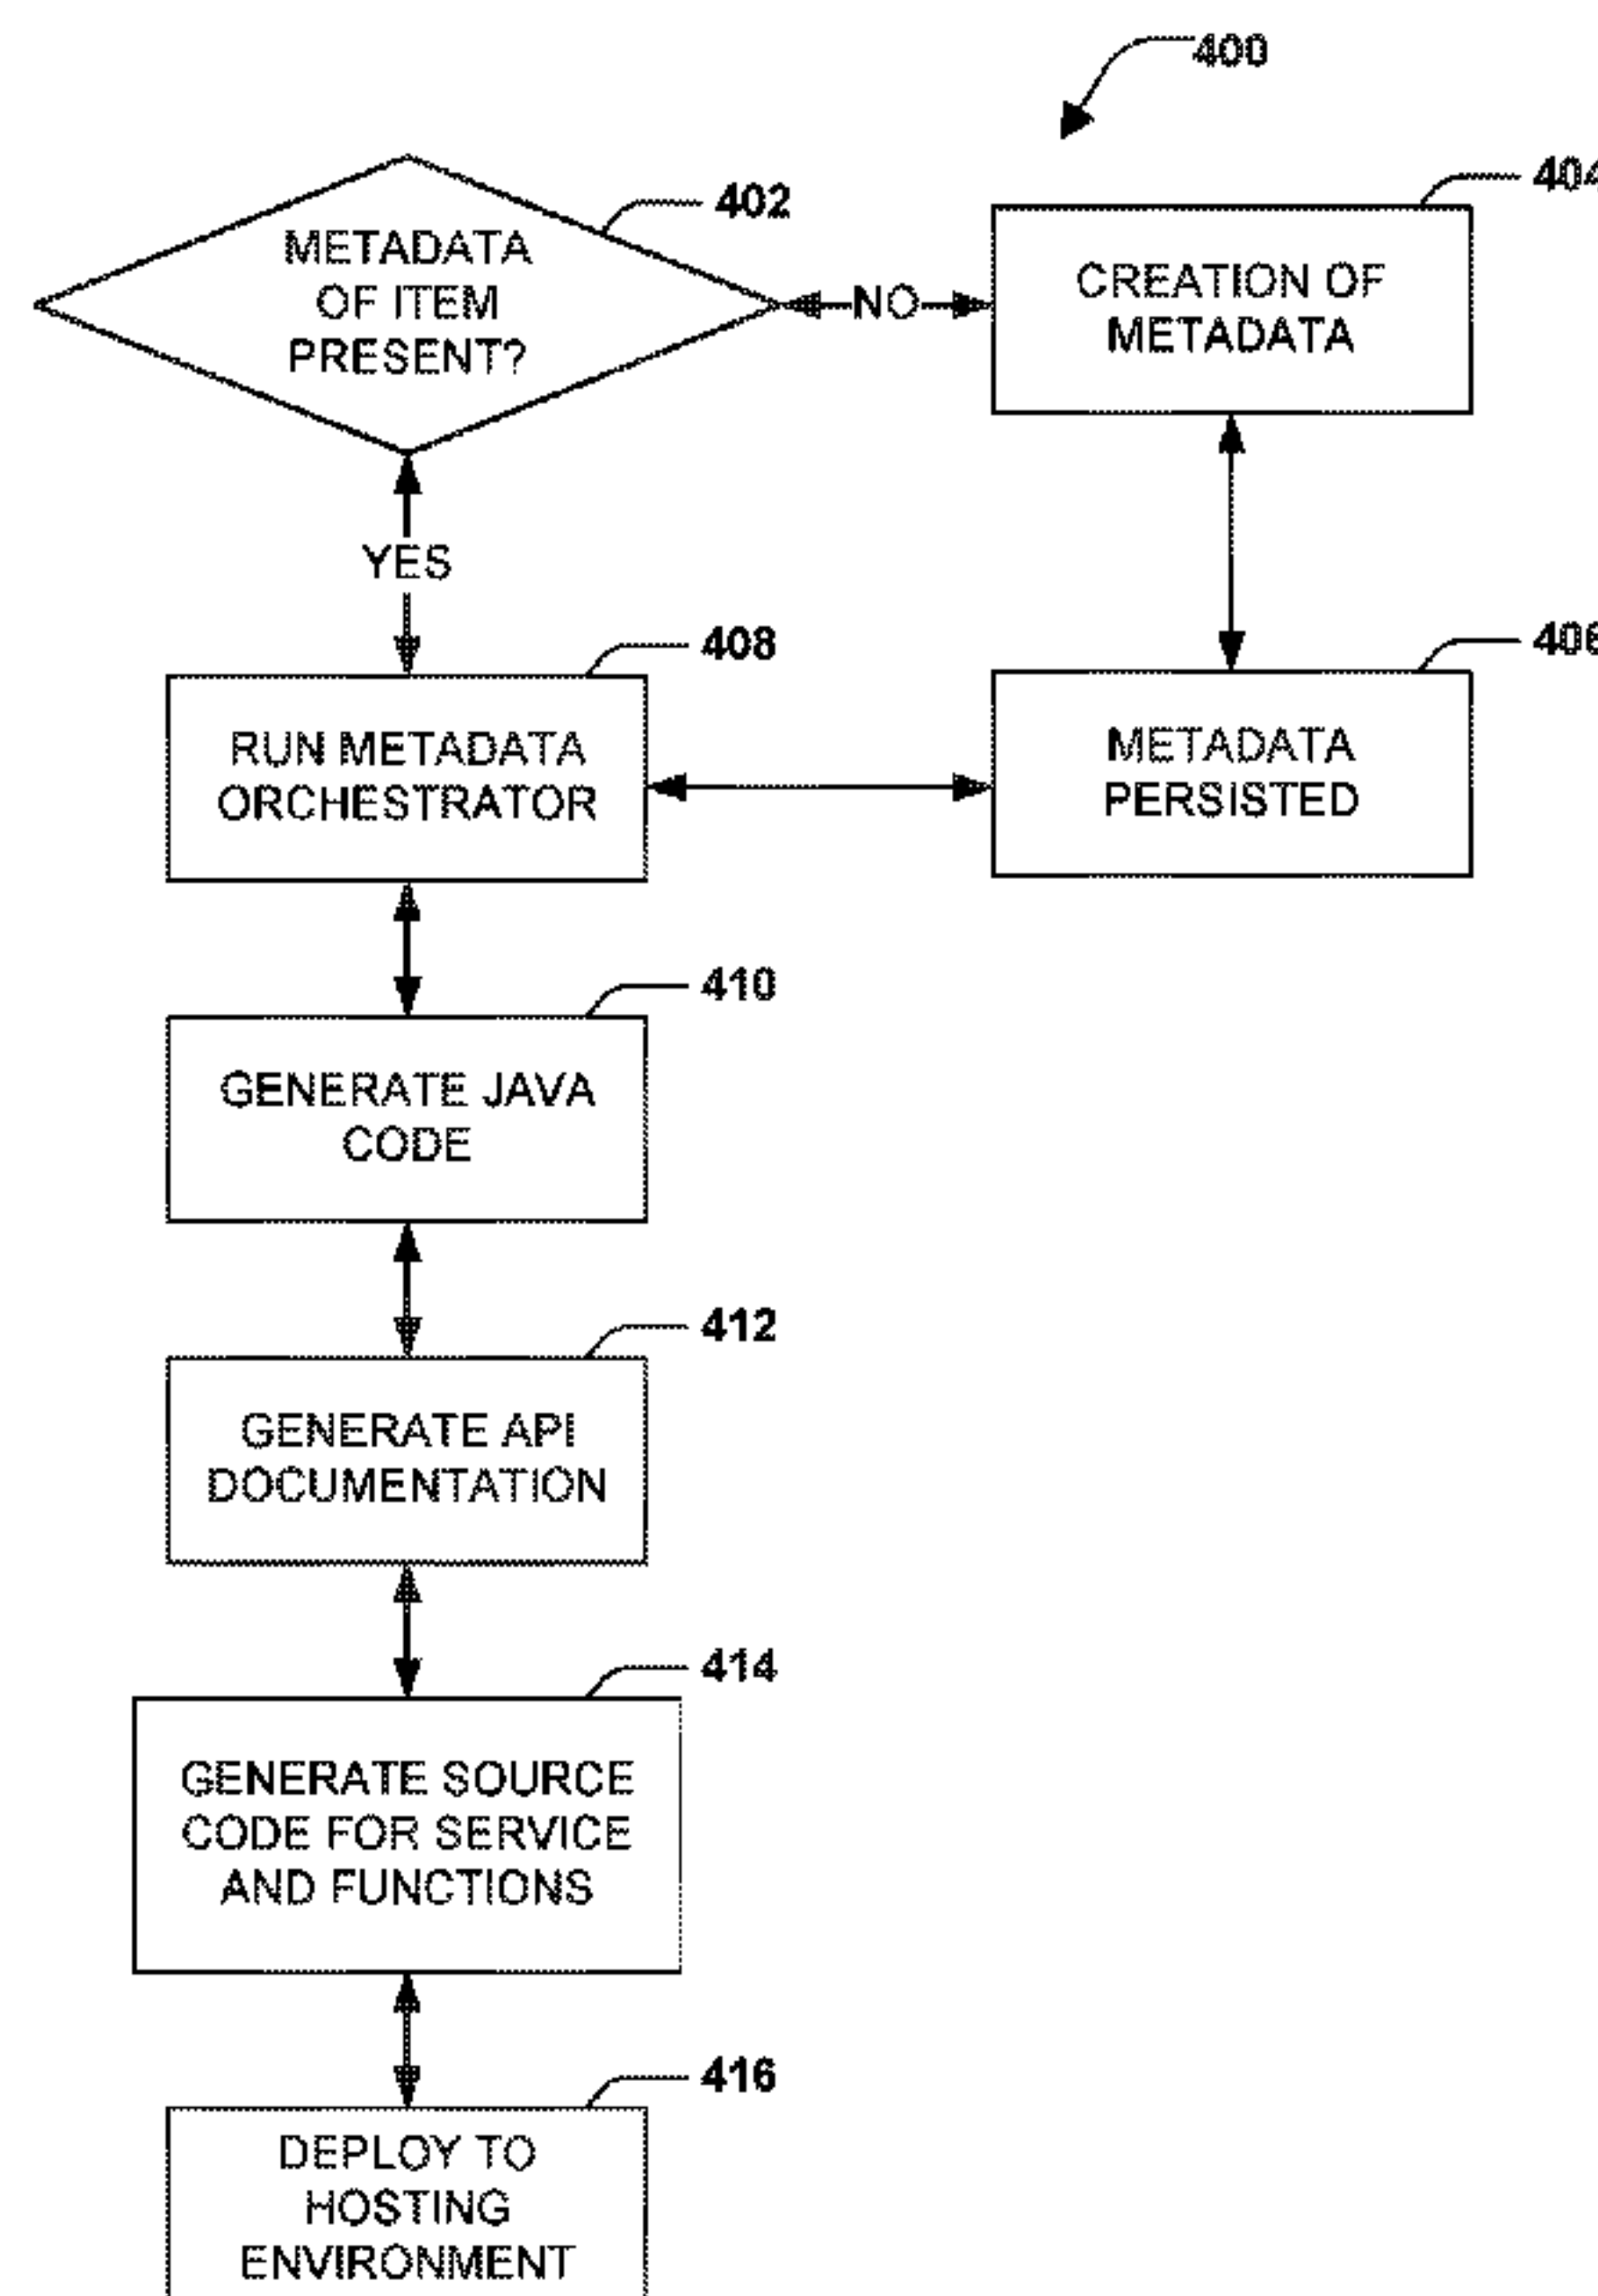 400
402
METADATA
OF ITEM
PRESENT?
NO
404
CREATION OF
METADATA
YES
408
RUN METADATA
ORCHESTRATOR
406
METADATA
PERSISTED
410
GENERATE JAVA
CODE
412
GENERATE API
DOCUMENTATION
414
GENERATE SOURCE
CODE FOR SERVICE
AND FUNCTIONS
416
DEPLOY TO
HOSTING
ENVIRONMENT